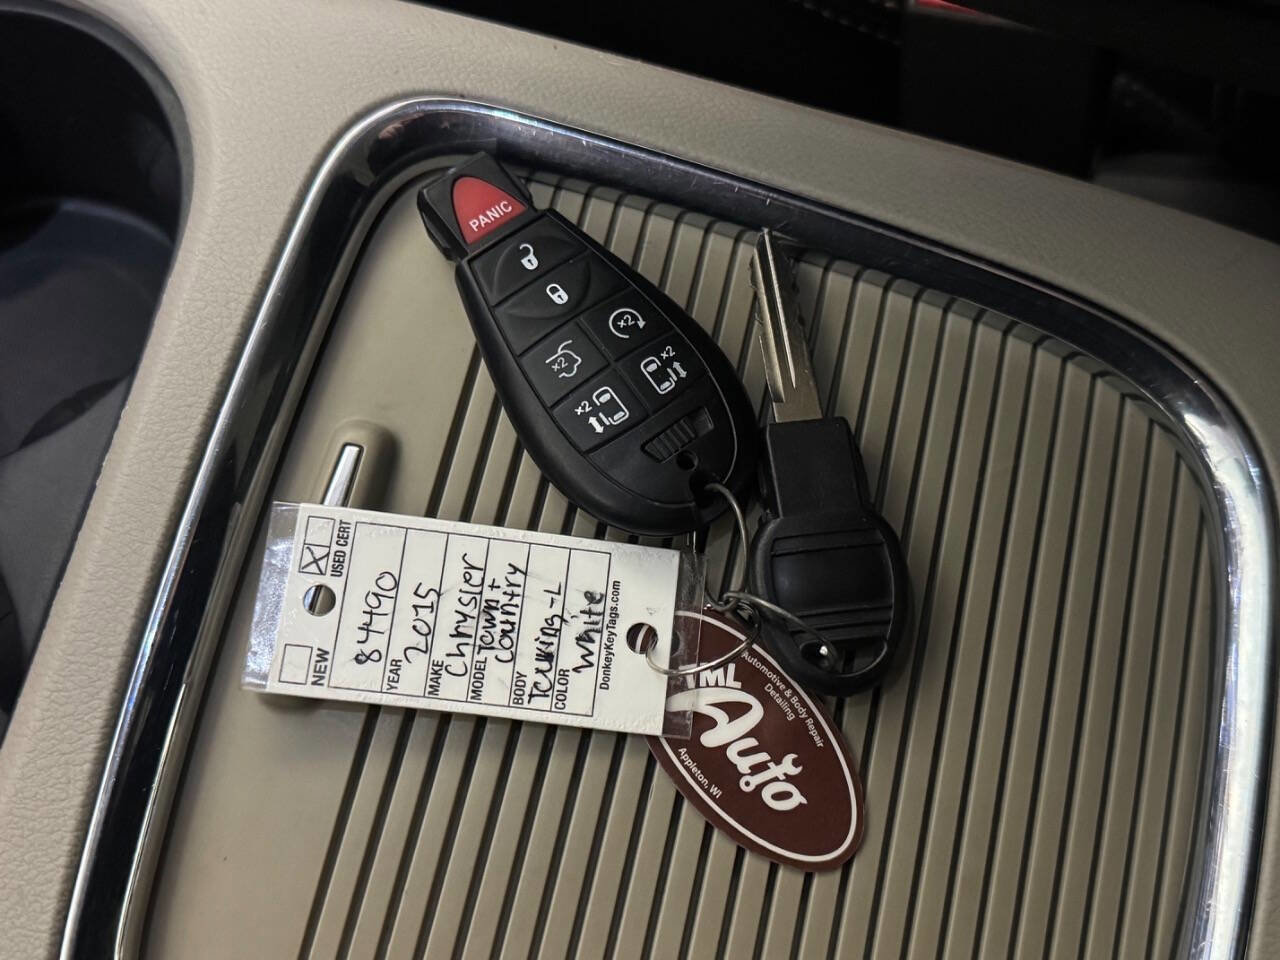 PANIC
x2
x2
x2
x2
NEW
USED CERT
X
84490
YEAR
2015
MAKE
Chrysler
MODEL
Town +
Country
BODY
Touring-L
COLOR
White
DonkeyKeyTags.com
TML
Auto
Automotive & Body Repair
Detailing
Appleton, WI